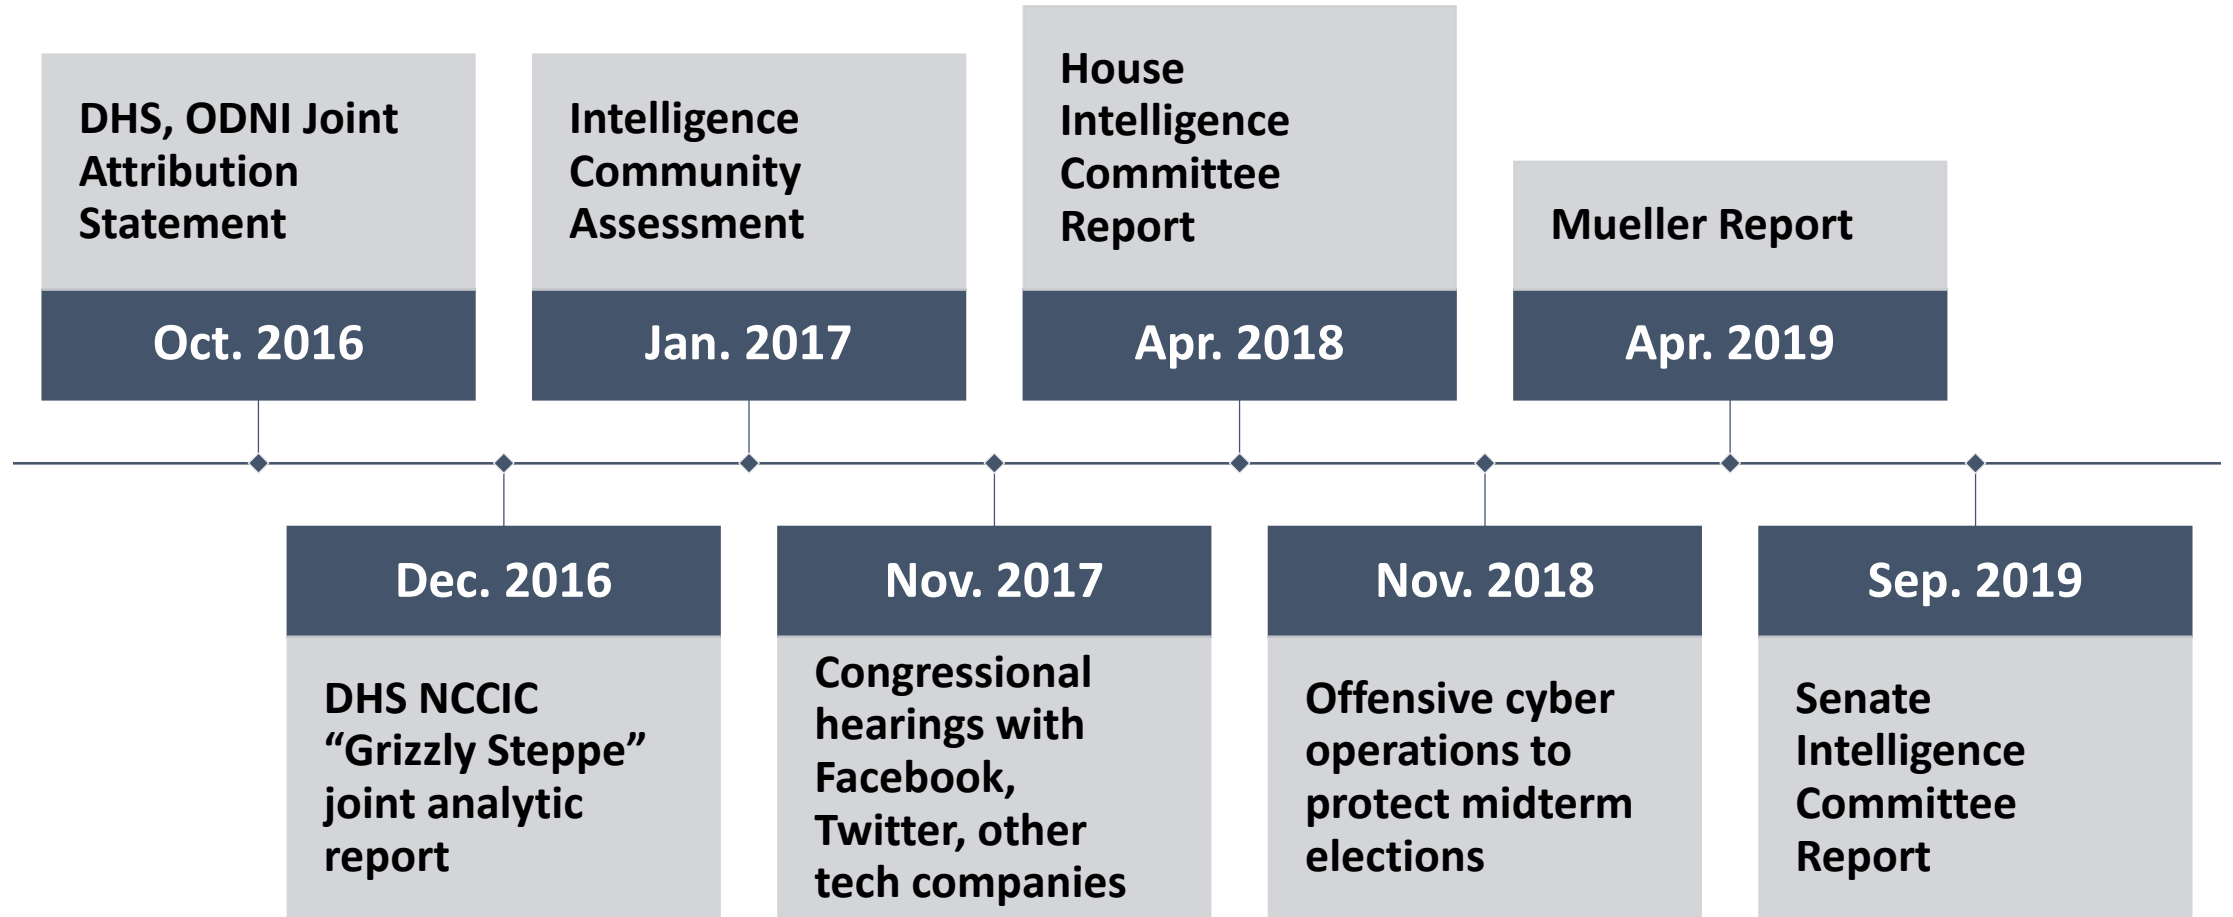 DHS, ODNI Joint
Attribution
Statement
Oct. 2016
DHS NCCIC
“Grizzly Steppe”
joint analytic
report
Dec. 2016
Intelligence
Community
Assessment
Jan. 2017
Nov. 2017
Congressional
hearings with
Facebook,
Twitter, other
tech companies
House
Intelligence
Committee
Report
Apr. 2018
Nov. 2018
Offensive cyber
operations to
protect midterm
elections
Mueller Report
Apr. 2019
Sep. 2019
Senate
Intelligence
Committee
Report